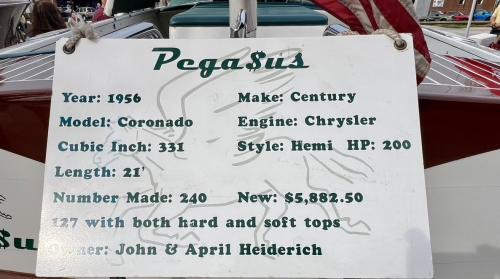 Pega$us
Year: 1956 Make: Century
Model: Coronado Engine: Chrysler
Cubic Inch: 331 Style: Hemi HP: 200
Length: 21'
Number Made: 240 New: $5,882.50
127 with both hard and soft tops
Owner: John & April Heiderich
$u